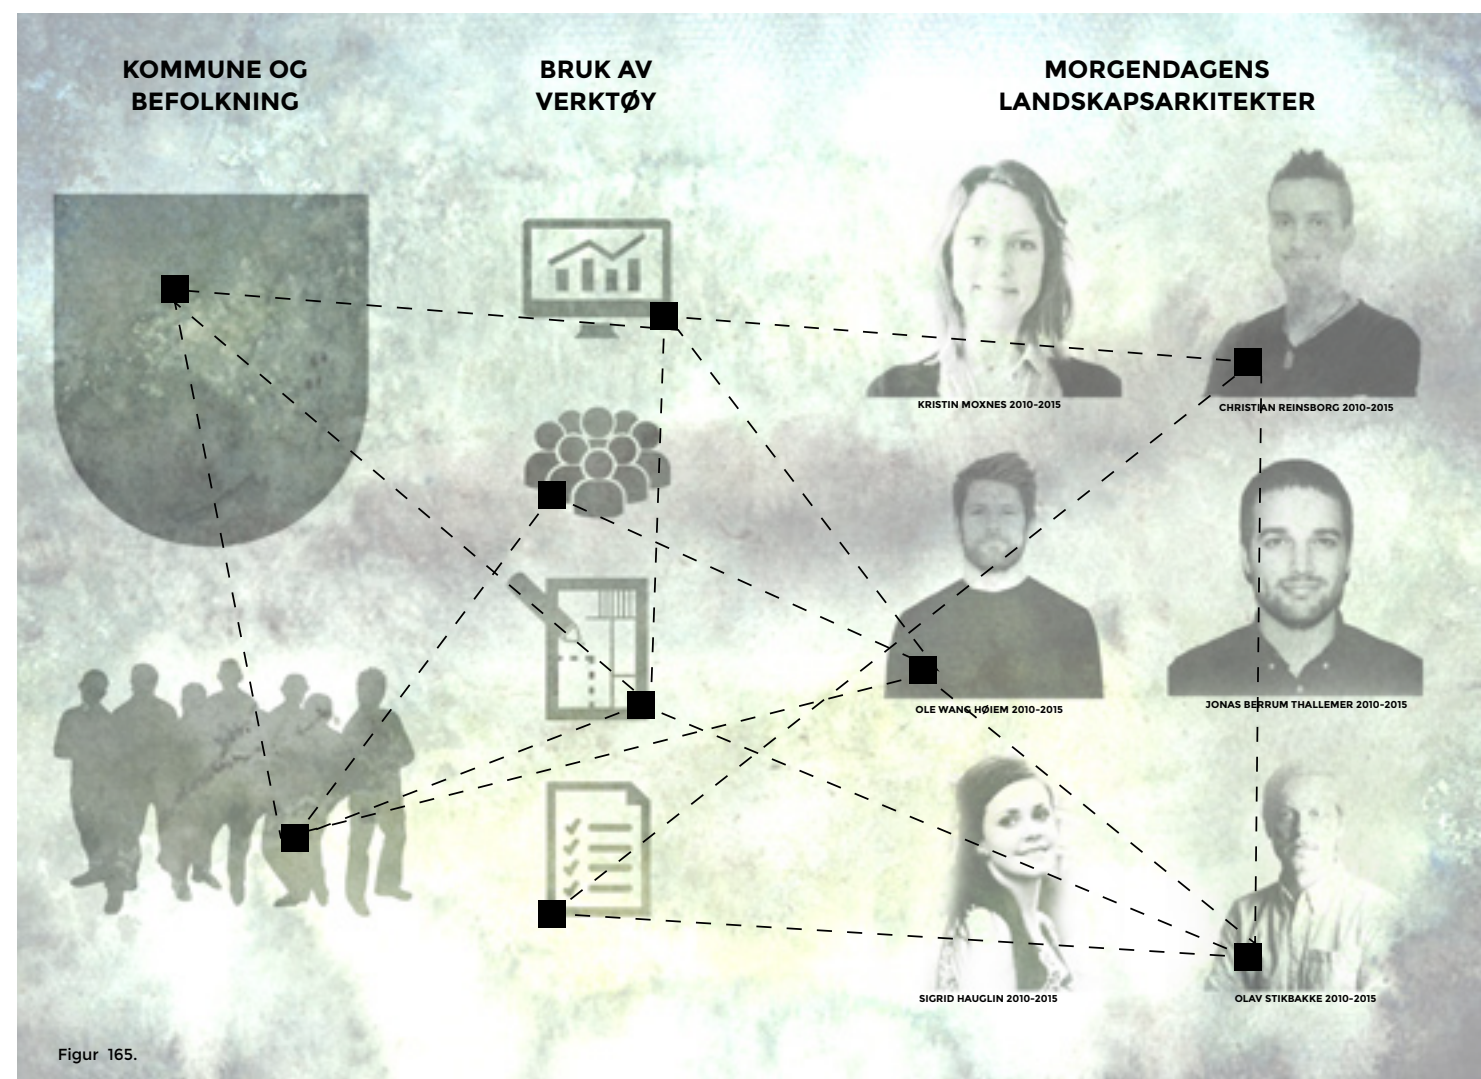 KOMMUNE OG
BEFOLKNING
BRUK AV
VERKTØY
MORGENDAGENS
LANDSKAPSARKITEKTER
KRISTIN MOXNES 2010-2015
CHRISTIAN REINSBORG 2010-2015
OLE WANG HØIEM 2010-2015
JONAS BERRUM THALLEMER 2010-2015
SIGRID HAUGLIN 2010-2015
OLAV STIKBAKKE 2010-2015
Figur 165.